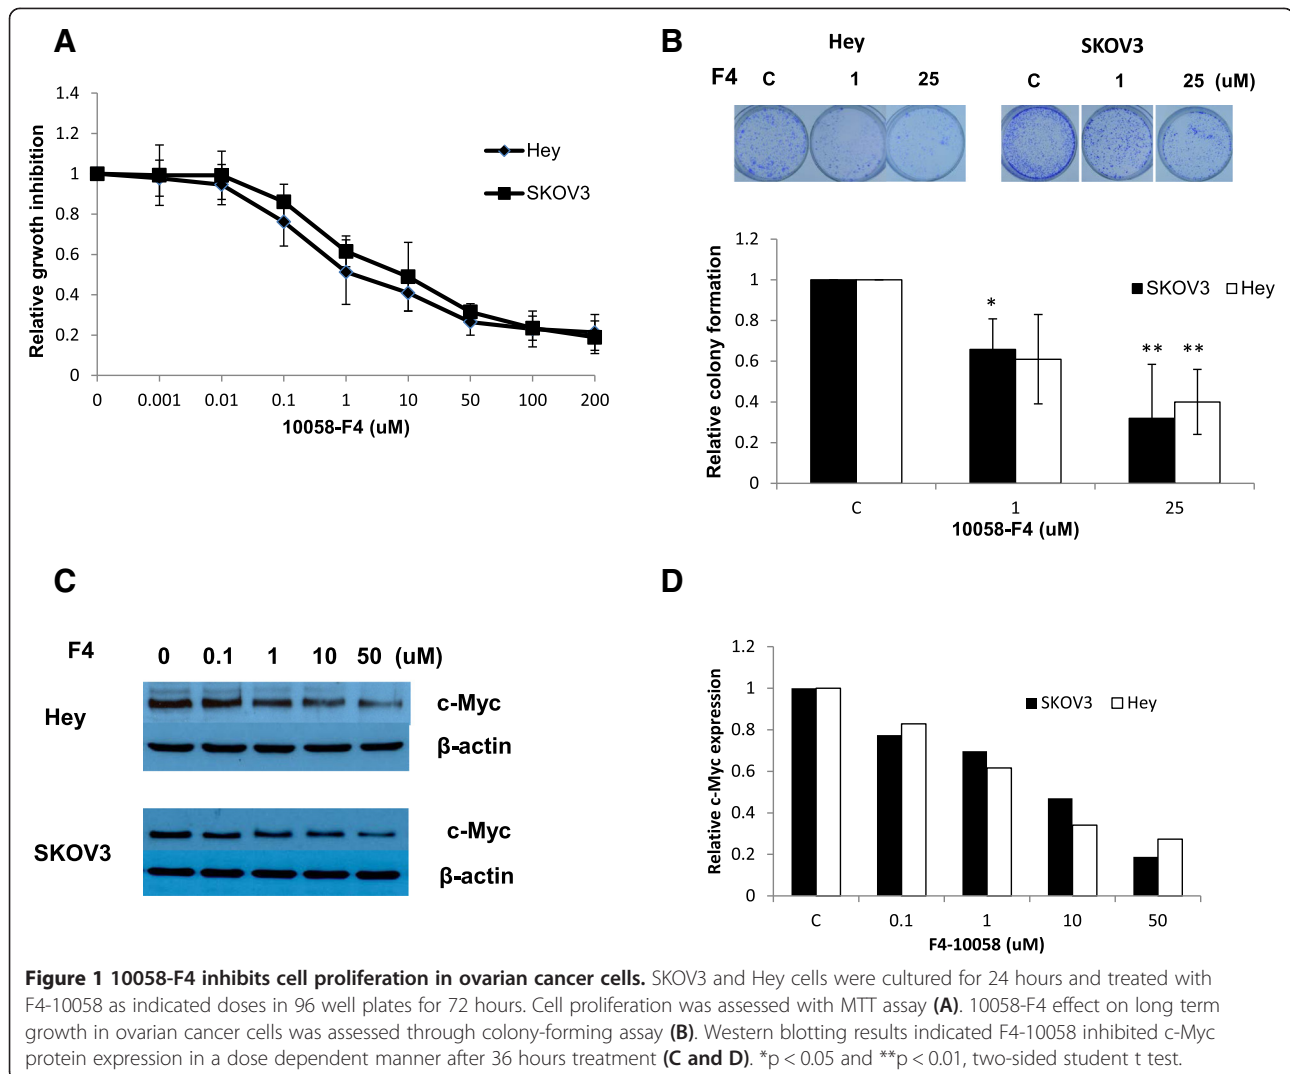 A
Relative grwoth inhibition
1.4
1.2
1
0.8
0.6
0.4
0.2
0
0 0.001 0.01 0.1 1 10 50 100 200
10058-F4 (uM)
Hey
SKOV3
B
Hey SKOV3
F4 C 1 25 C 1 25 (uM)
Relative colony formation
1.2
1
0.8
0.6
0.4
0.2
0
* ** **
SKOV3 Hey
C 1 25
10058-F4 (uM)
C
F4 0 0.1 1 10 50 (uM)
Hey
c-Myc
β-actin
SKOV3
c-Myc
β-actin
D
Relative c-Myc expression
1.2
1
0.8
0.6
0.4
0.2
0
SKOV3 Hey
C 0.1 1 10 50
F4-10058 (uM)
Figure 1 10058-F4 inhibits cell proliferation in ovarian cancer cells. SKOV3 and Hey cells were cultured for 24 hours and treated with
F4-10058 as indicated doses in 96 well plates for 72 hours. Cell proliferation was assessed with MTT assay (A). 10058-F4 effect on long term
growth in ovarian cancer cells was assessed through colony-forming assay (B). Western blotting results indicated F4-10058 inhibited c-Myc
protein expression in a dose dependent manner after 36 hours treatment (C and D). *p < 0.05 and **p < 0.01, two-sided student t test.